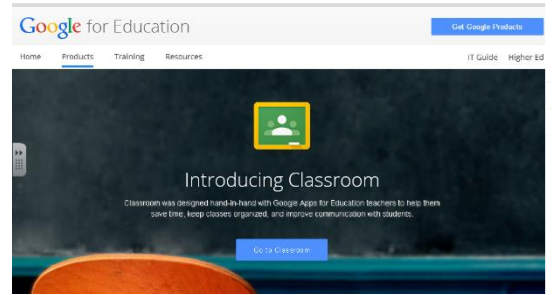 Google for Education
Get Google Products
Home Products Training Resources IT Guide Higher Ed
Introducing Classroom
Classroom was designed hand-in-hand with Google Apps for Education teachers to help them
save time, keep classes organized, and improve communication with students.
Go to Classroom